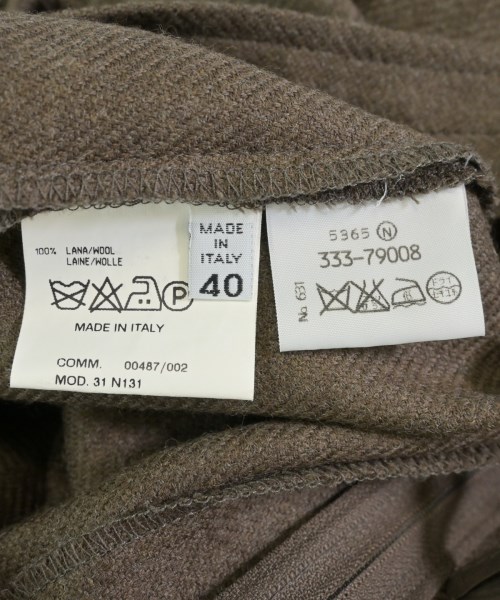 100% LANA/WOOL
LAINE/WOLLE
P
MADE IN ITALY
COMM. 00487/002
MOD. 31 N131
MADE
IN
ITALY
40
5365 N
333-79008
No. 631